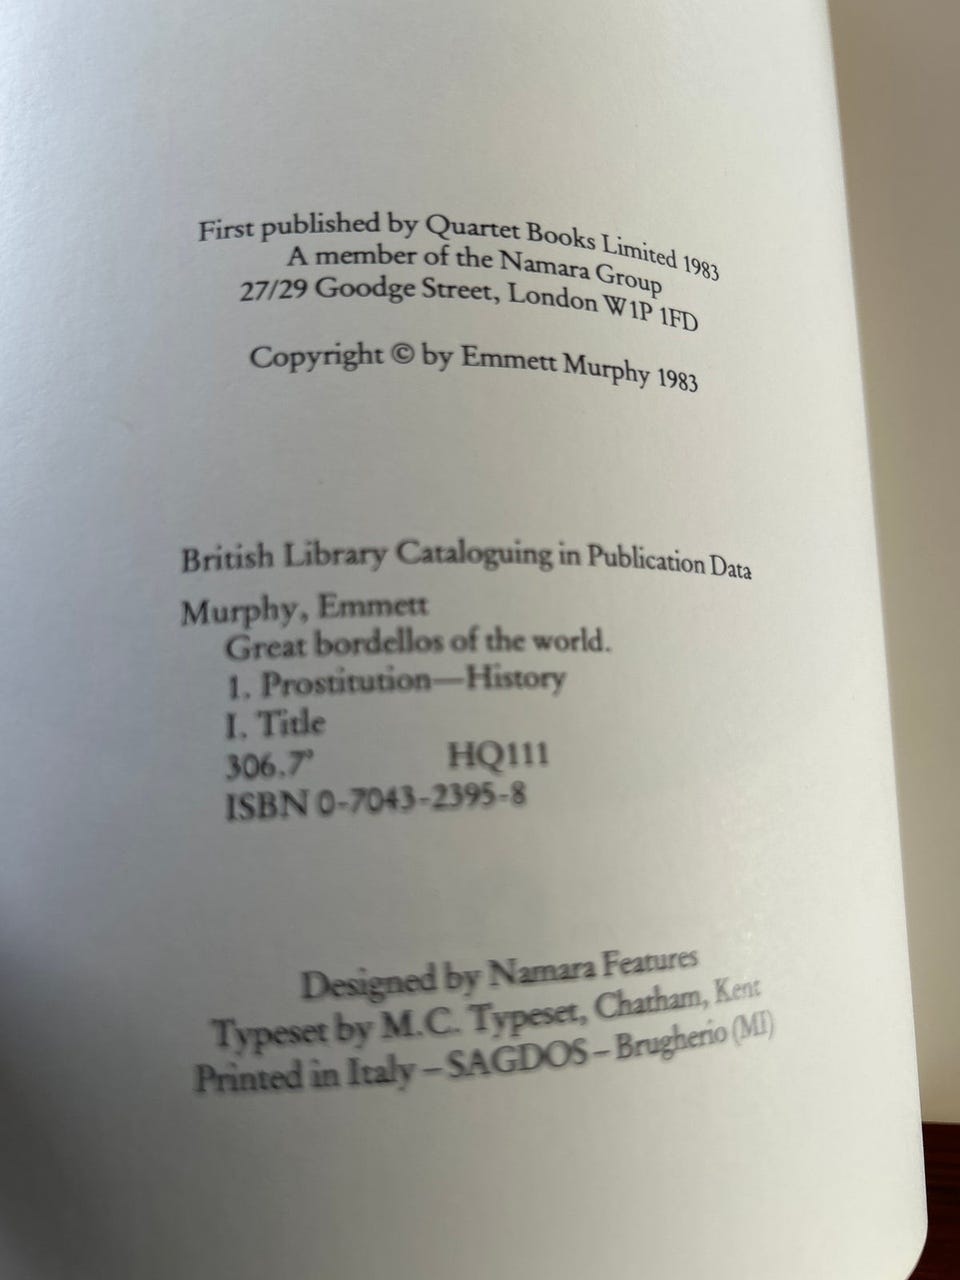 First published by Quartet Books Limited 1983
A member of the Namara Group
27/29 Goodge Street, London W1P 1FD
Copyright © by Emmett Murphy 1983
British Library Cataloguing in Publication Data
Murphy, Emmett
Great bordellos of the world.
1. Prostitution—History
I. Title
306.7' HQ111
ISBN 0-7043-2395-8
Designed by Namara Features
Typeset by M.C. Typeset, Chatham, Kent
Printed in Italy – SAGDOS – Brugherio (MI)